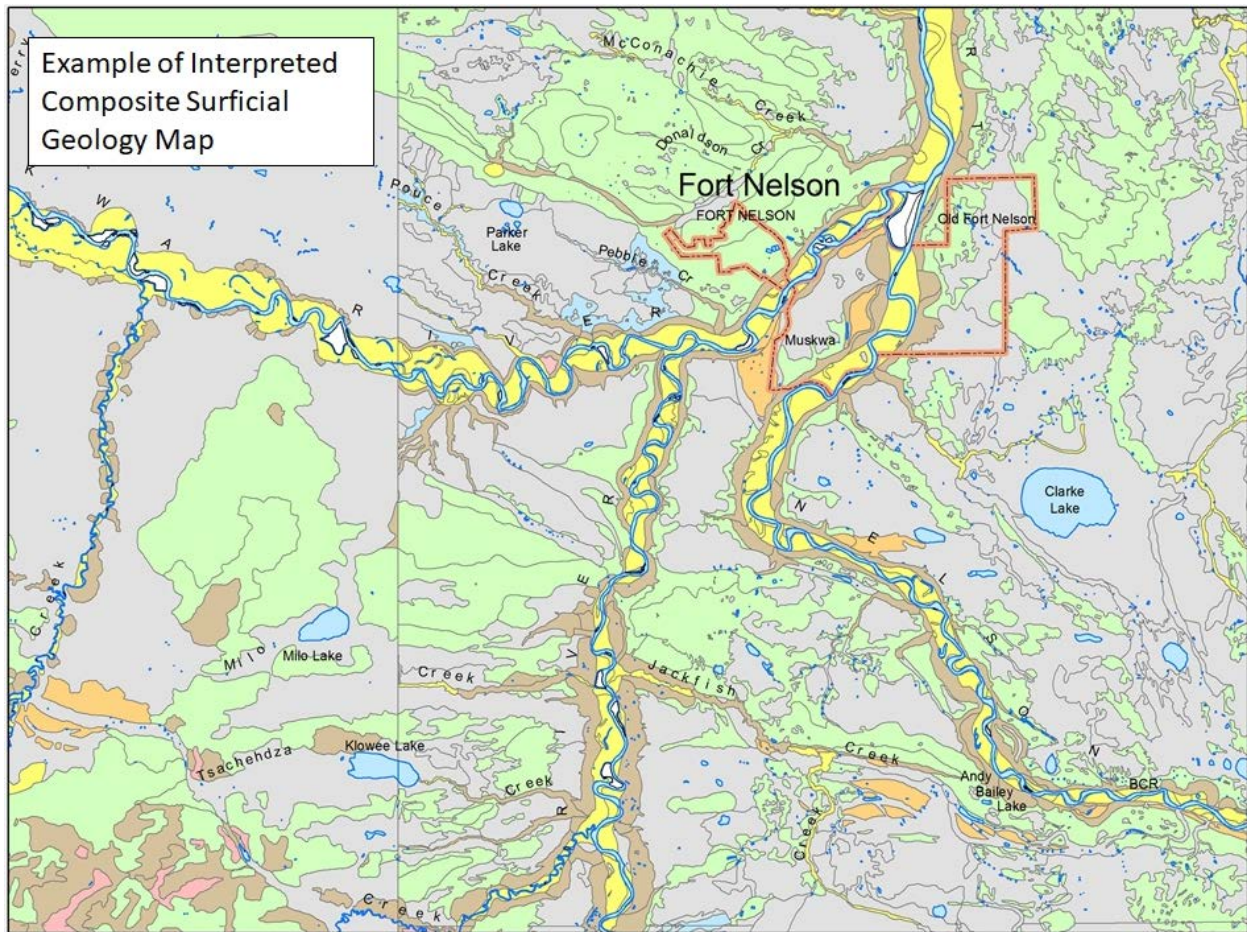 Example of Interpreted
Composite Surficial
Geology Map
McConachie Creek
Donaldson Cr
Fort Nelson
FORT NELSON
Old Fort Nelson
Pouce Creek
Parker
Lake
Pebble Cr
K W A R I V E R
Muskwa
R T
Clarke
Lake
N E L S O N
R I V E R
Creek
Milo
Milo Lake
Creek
Jackfish
Creek
Tsachehdza
Klowee Lake
Creek
Andy
Bailey
Lake
BCR
Creek
Creek